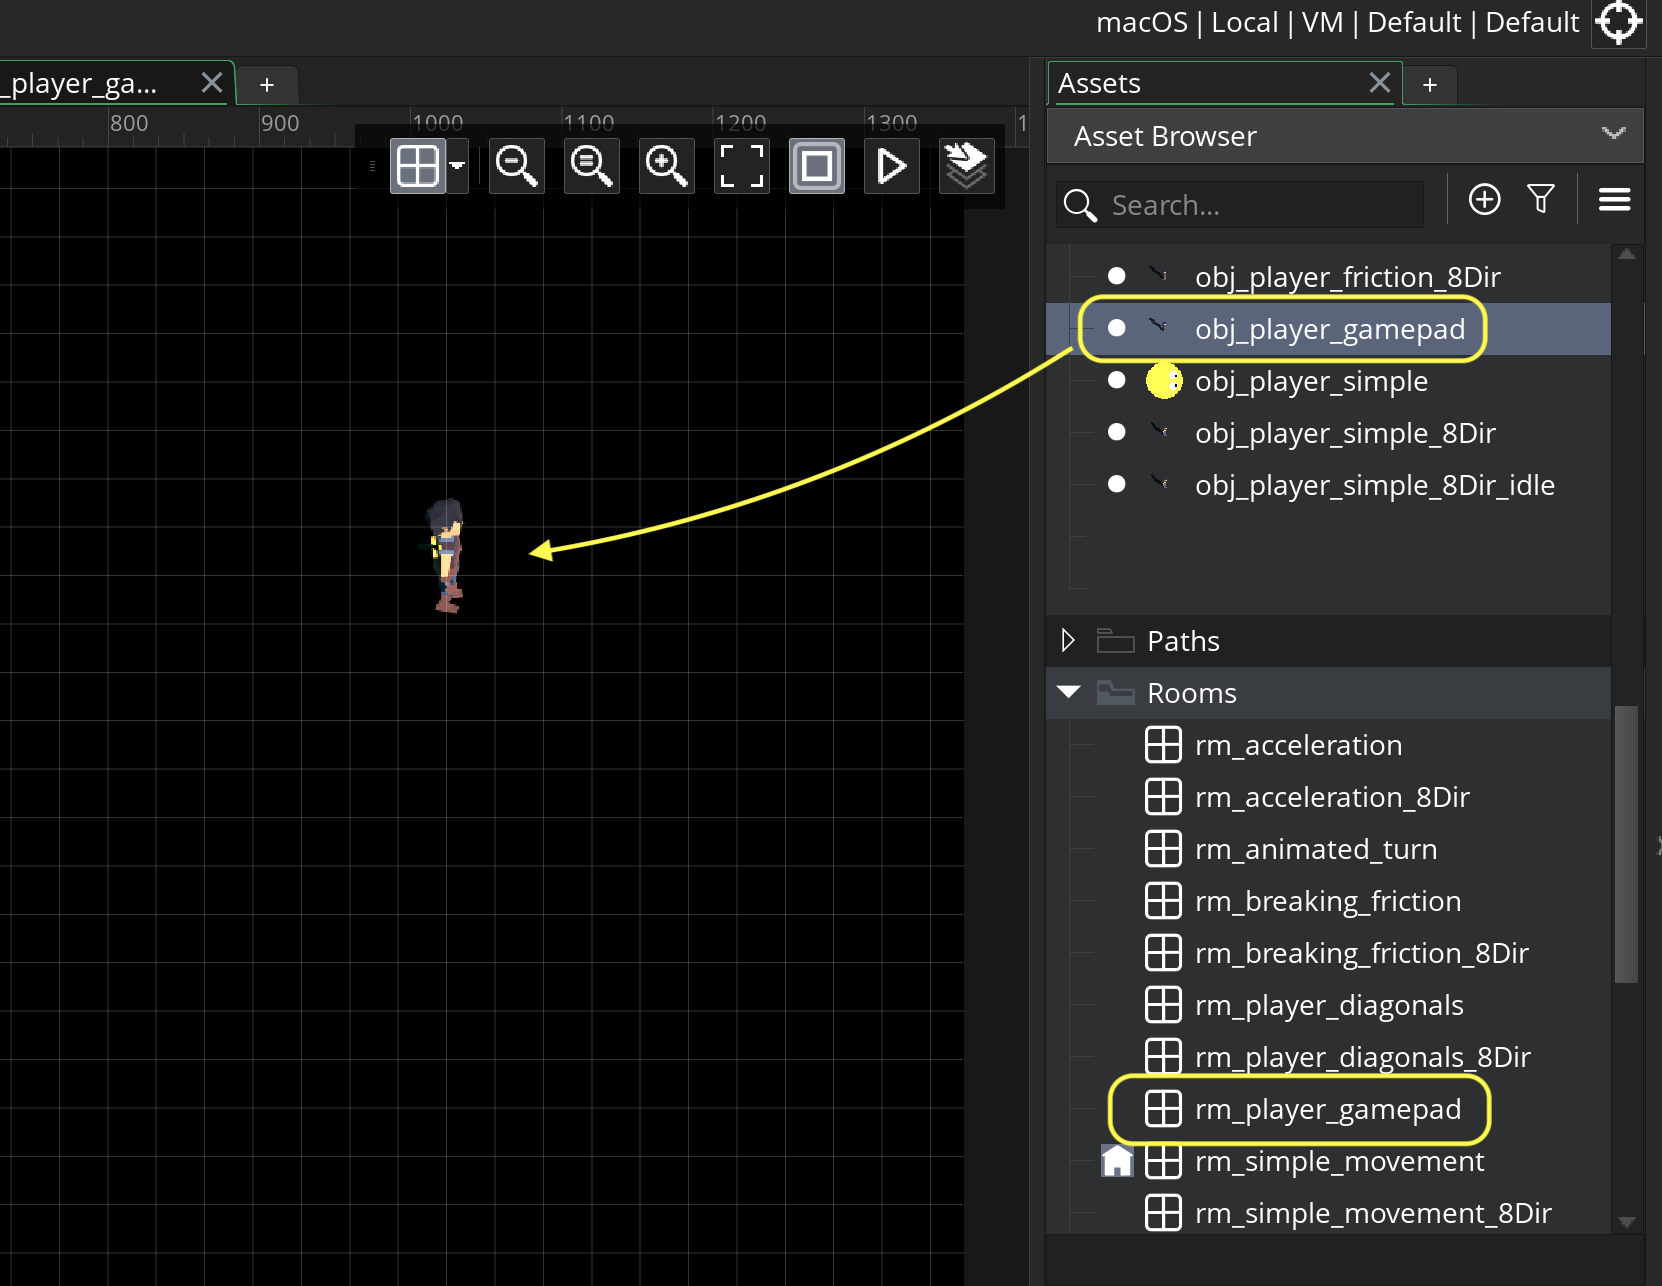 macOS | Local | VM | Default | Default
_player_ga...
+
Assets
+
800 900 1000 1100 1200 1300 1
Asset Browser
Search...
obj_player_friction_8Dir
obj_player_gamepad
obj_player_simple
obj_player_simple_8Dir
obj_player_simple_8Dir_idle
Paths
Rooms
rm_acceleration
rm_acceleration_8Dir
rm_animated_turn
rm_breaking_friction
rm_breaking_friction_8Dir
rm_player_diagonals
rm_player_diagonals_8Dir
rm_player_gamepad
rm_simple_movement
rm_simple_movement_8Dir